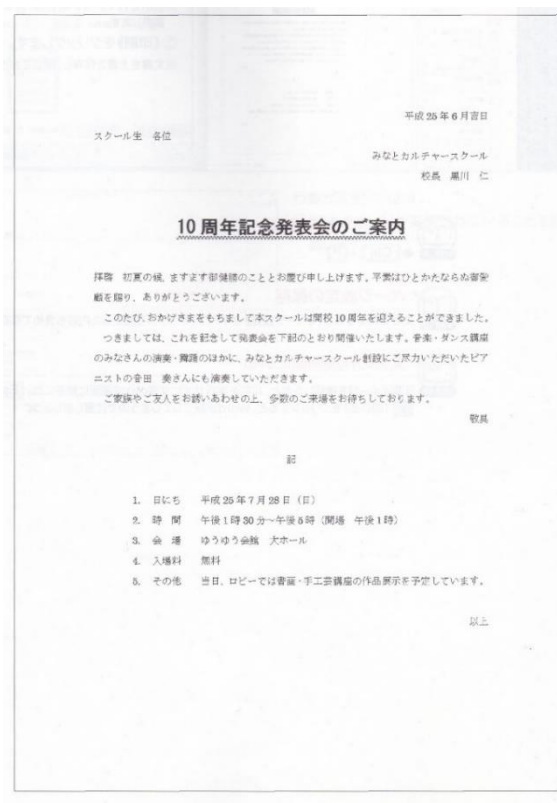 平成25年6月吉日
スクール生 各位
みなとカルチャースクール
校長 黒川 仁
10周年記念発表会のご案内
拝啓 初夏の候、ますます御健勝のこととお慶び申し上げます。平素はひとかたならぬ御愛
顧を賜り、ありがとうございます。
このたび、おかげさまをもちまして本スクールは開校10周年を迎えることができました。
つきましては、これを記念して発表会を下記のとおり開催いたします。音楽・ダンス講座
のみなさんの演奏・舞踊のほかに、みなとカルチャースクール創設にご尽力いただいたピア
ニストの音田 奏さんにも演奏していただきます。
ご家族やご友人をお誘いあわせの上、多数のご来場をお待ちしております。
敬具
記
1. 日にち 平成25年7月28日(日)
2. 時 間 午後1時30分~午後5時(開場 午後1時)
3. 会 場 ゆうゆう会館 大ホール
4. 入場料 無料
5. その他 当日、ロビーでは書画・手工芸講座の作品展示を予定しています。
以上